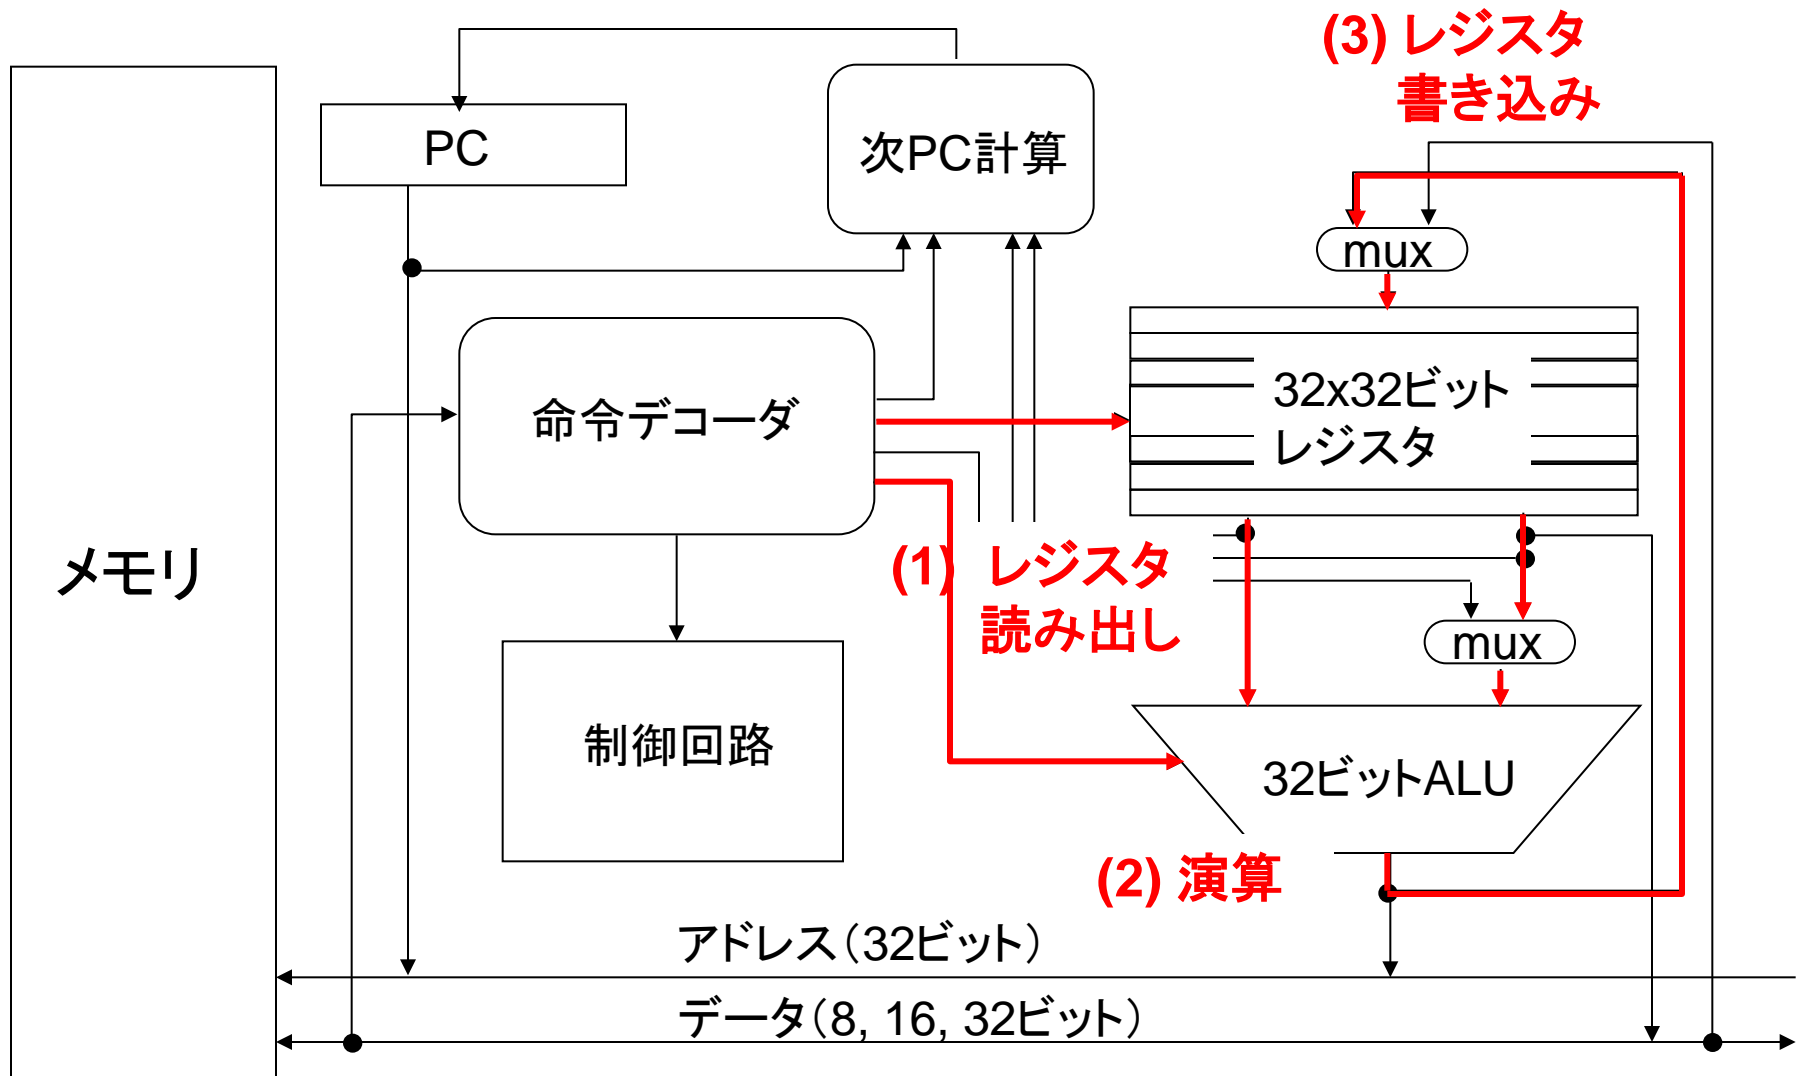 (3) レジスタ
書き込み
PC
次PC計算
mux
命令デコーダ
32x32ビット
レジスタ
メモリ
(1) レジスタ
読み出し
mux
制御回路
32ビットALU
(2) 演算
アドレス(32ビット)
データ(8, 16, 32ビット)